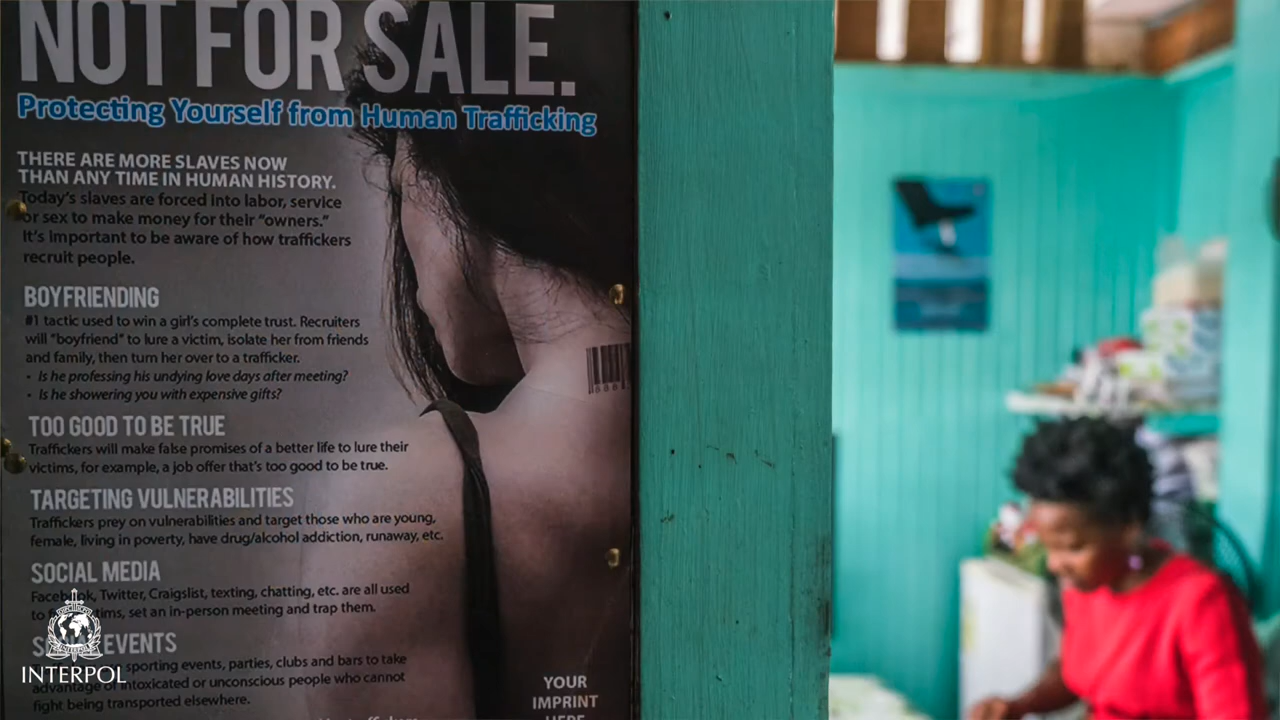 NOT FOR SALE.
Protecting Yourself from Human Trafficking
THERE ARE MORE SLAVES NOW
THAN ANY TIME IN HUMAN HISTORY.
Today's slaves are forced into labor, service
or sex to make money for their "owners."
It's important to be aware of how traffickers
recruit people.
BOYFRIENDING
#1 tactic used to win a girl's complete trust. Recruiters
will "boyfriend" to lure a victim, isolate her from friends
and family, then turn her over to a trafficker.
- Is he professing his undying love days after meeting?
- Is he showering you with expensive gifts?
TOO GOOD TO BE TRUE
Traffickers will make false promises of a better life to lure their
victims, for example, a job offer that's too good to be true.
TARGETING VULNERABILITIES
Traffickers prey on vulnerabilities and target those who are young,
female, living in poverty, have drug/alcohol addiction, runaway, etc.
SOCIAL MEDIA
Facebook, Twitter, Craigslist, texting, chatting, etc. are all used
to set an in-person meeting and trap them.
EVENTS
sporting events, parties, clubs and bars to take
advantage of intoxicated or unconscious people who cannot
fight being transported elsewhere.
YOUR
IMPRINT
HERE
INTERPOL